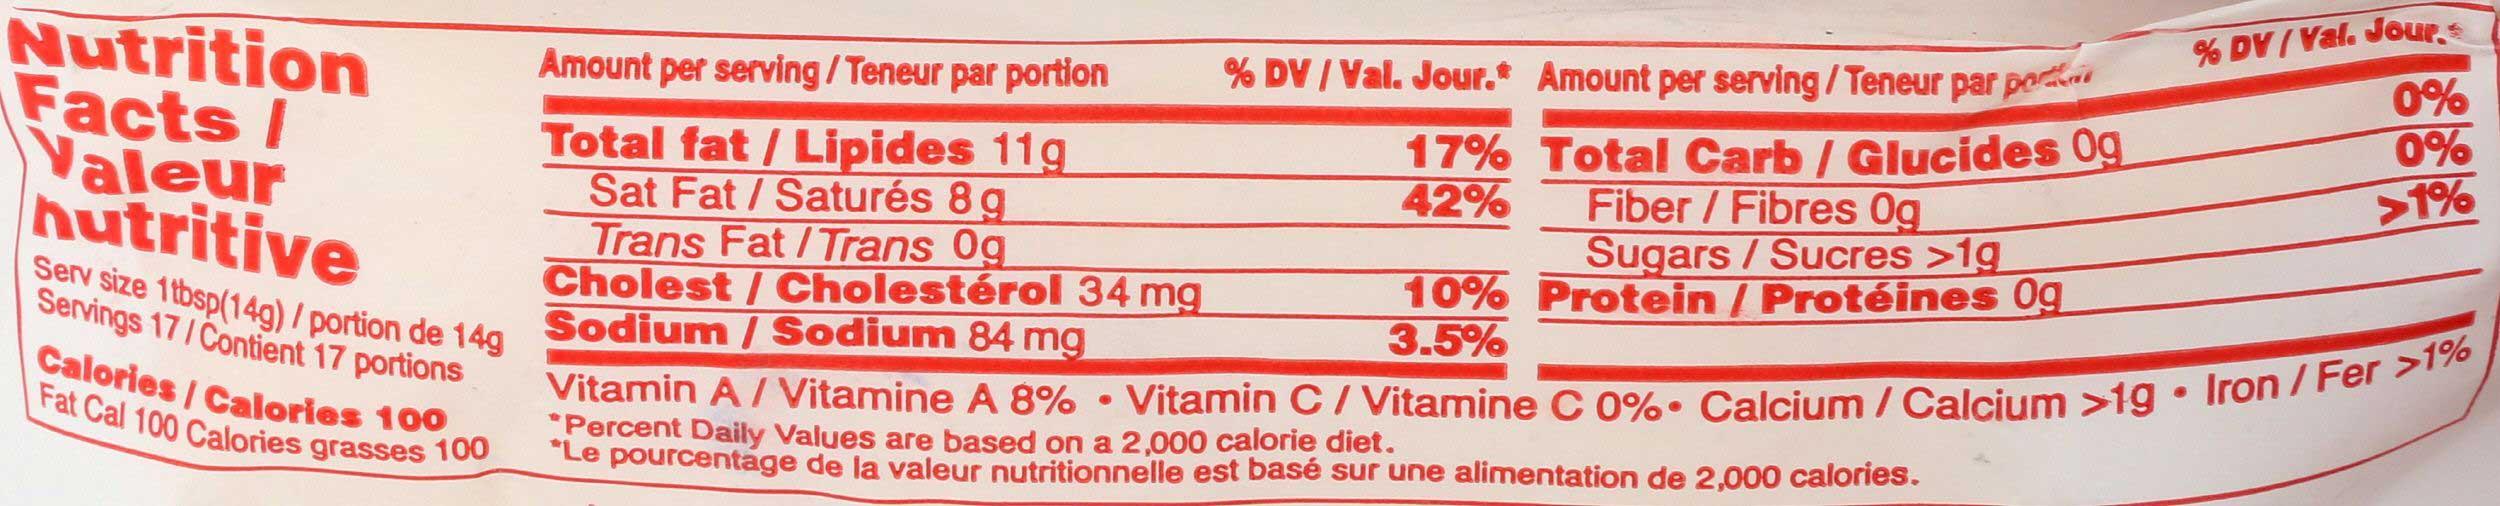 Nutrition
Facts /
Valeur
nutritive
Serv size 1tbsp(14g) / portion de 14g
Servings 17 / Contient 17 portions
Calories / Calories 100
Fat Cal 100 Calories grasses 100
Amount per serving / Teneur par portion % DV / Val. Jour.*
Total fat / Lipides 11g 17%
Sat Fat / Saturés 8g 42%
Trans Fat / Trans 0g
Cholest / Cholestérol 34 mg 10%
Sodium / Sodium 84 mg 3.5%
Amount per serving / Teneur par portion % DV / Val. Jour.*
Total Carb / Glucides 0g 0%
Fiber / Fibres 0g 0%
Sugars / Sucres >1g >1%
Protein / Protéines 0g
Vitamin A / Vitamine A 8% • Vitamin C / Vitamine C 0% • Calcium / Calcium >1g • Iron / Fer >1%
*Percent Daily Values are based on a 2,000 calorie diet.
*Le pourcentage de la valeur nutritionnelle est basé sur une alimentation de 2,000 calories.